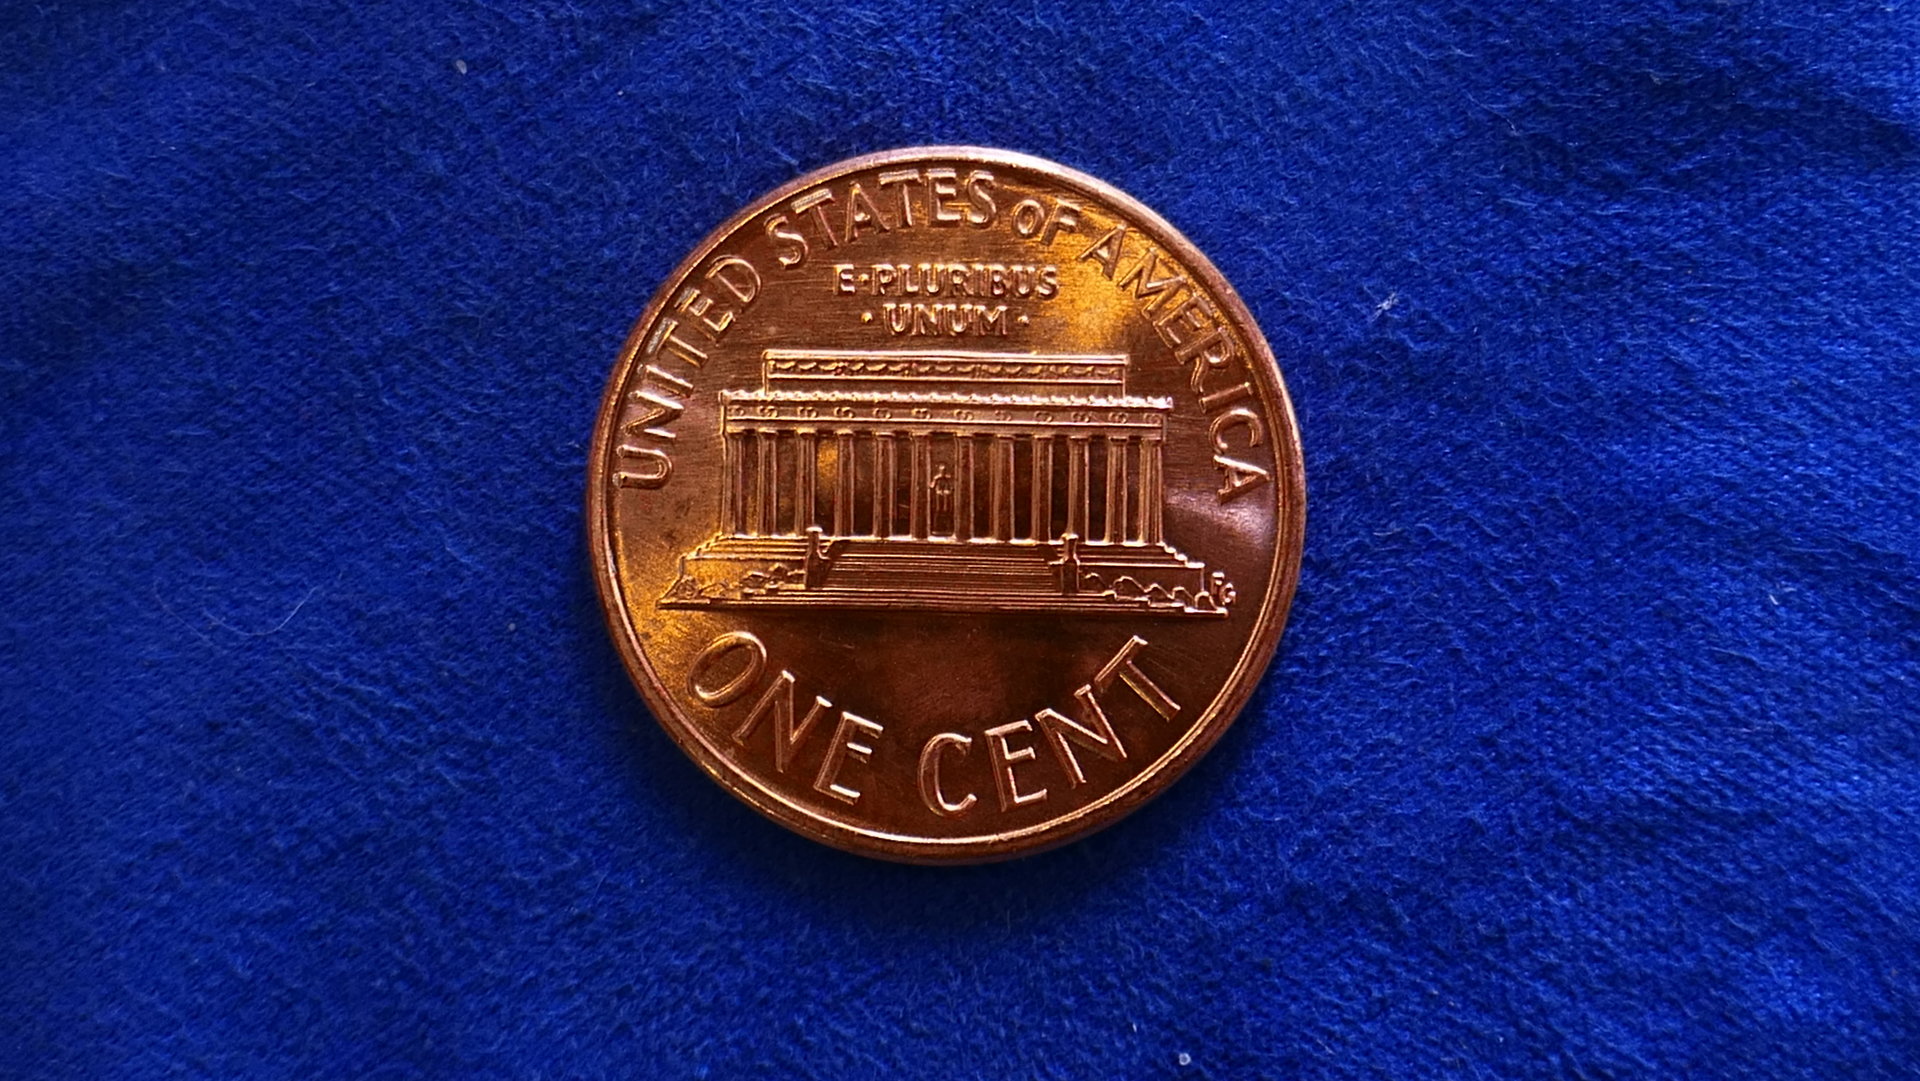 UNITED STATES OF AMERICA
E·PLURIBUS
·UNUM·
FG
ONE CENT